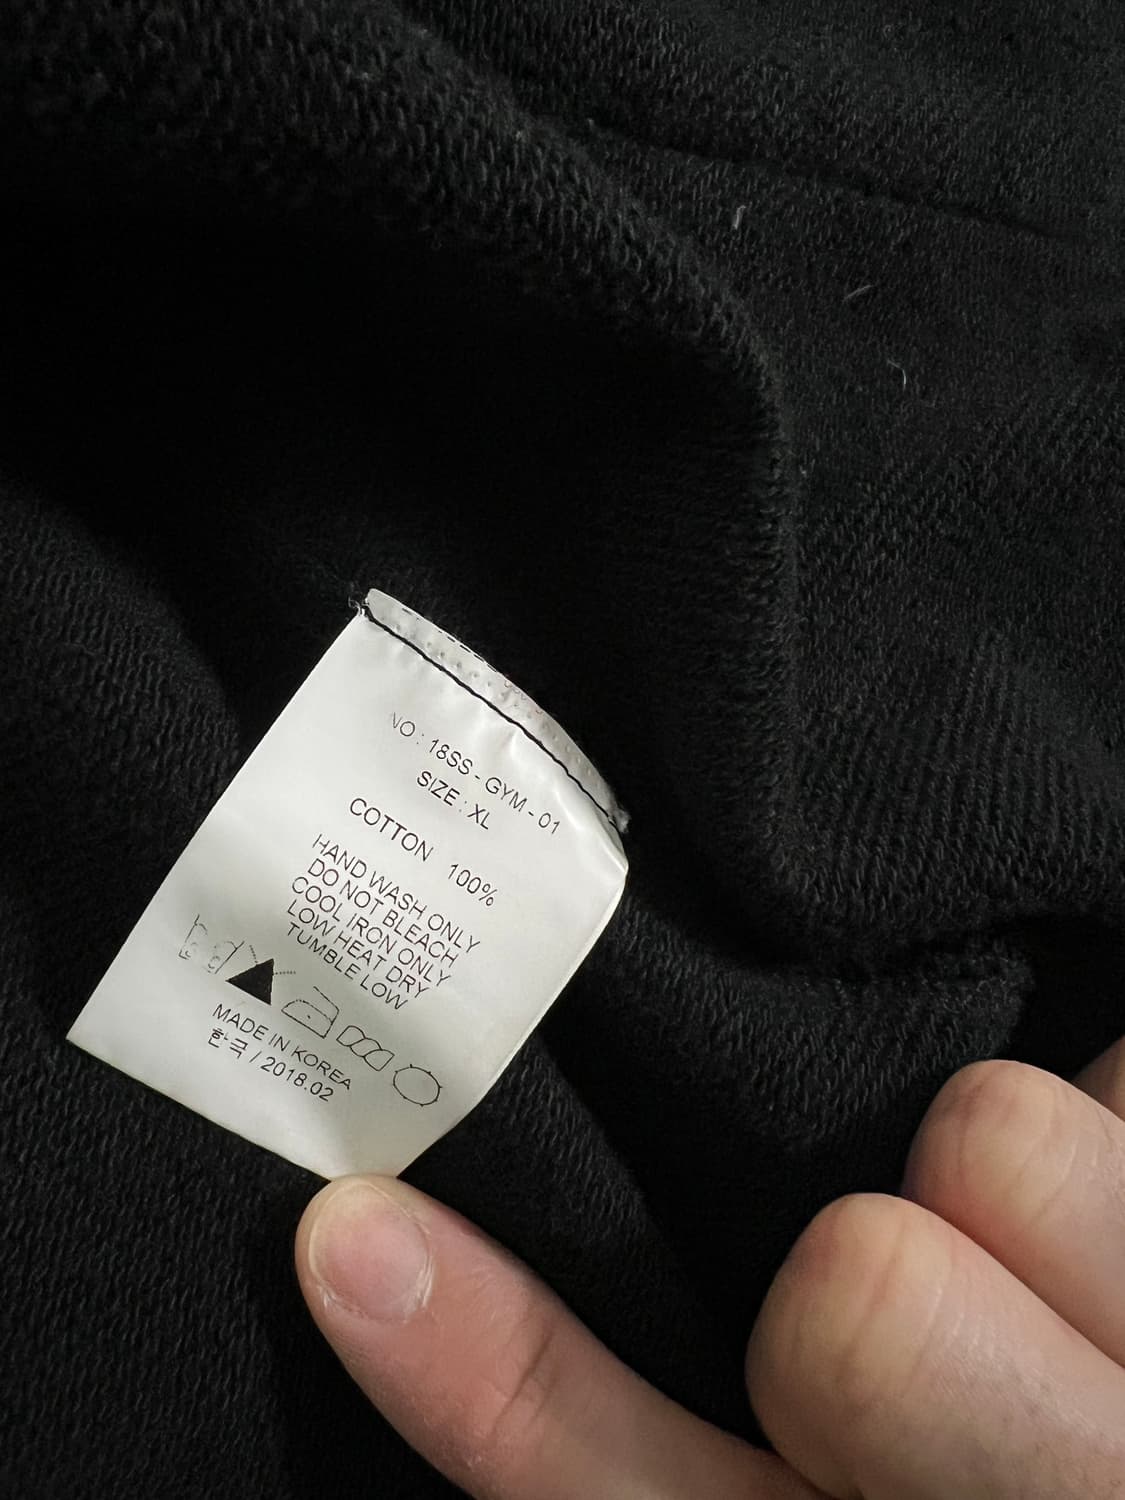 NO : 18SS - GYM - 01
SIZE : XL
COTTON 100%
HAND WASH ONLY
DO NOT BLEACH
COOL IRON ONLY
LOW HEAT DRY
TUMBLE LOW
MADE IN KOREA
한국 / 2018.02